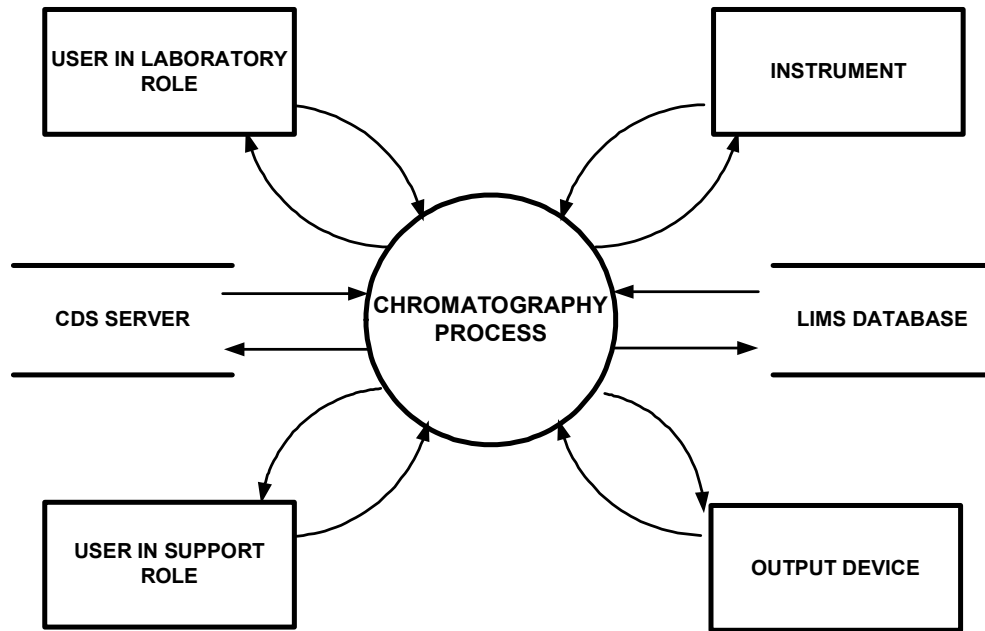 USER IN LABORATORY
ROLE
INSTRUMENT
CDS SERVER
CHROMATOGRAPHY
PROCESS
LIMS DATABASE
USER IN SUPPORT
ROLE
OUTPUT DEVICE